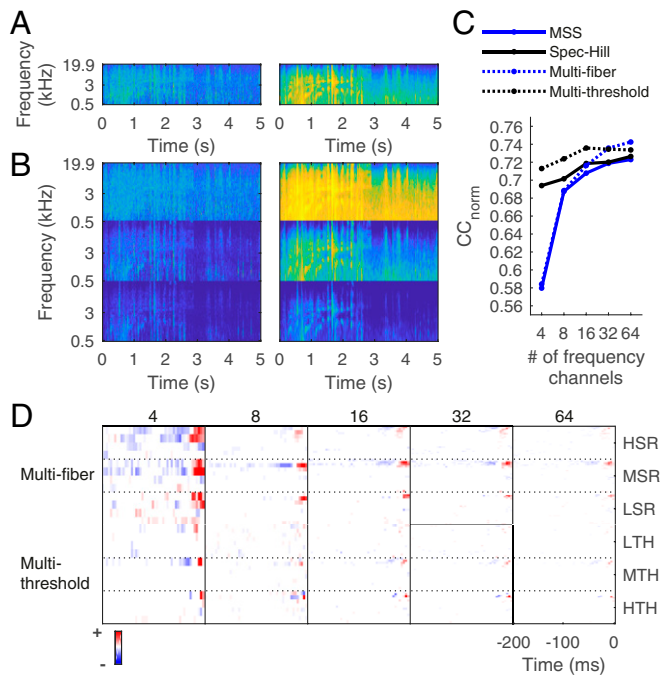 A
Frequency
(kHz)
19.9
3
0.5
0 1 2 3 4 5
Time (s)
0 1 2 3 4 5
Time (s)
B
Frequency (kHz)
19.9
3
0.5
3
0.5
3
0 1 2 3 4 5
Time (s)
0 1 2 3 4 5
Time (s)
C
MSS
Spec-Hill
Multi-fiber
Multi-threshold
CCnorm
0.76
0.74
0.72
0.7
0.68
0.66
0.64
0.62
0.6
0.58
0.56
4 8 16 32 64
# of frequency
channels
D
4 8 16 32 64
Multi-fiber
Multi-
threshold
HSR
MSR
LSR
LTH
MTH
HTH
+
-
-200 -100 0
Time (ms)